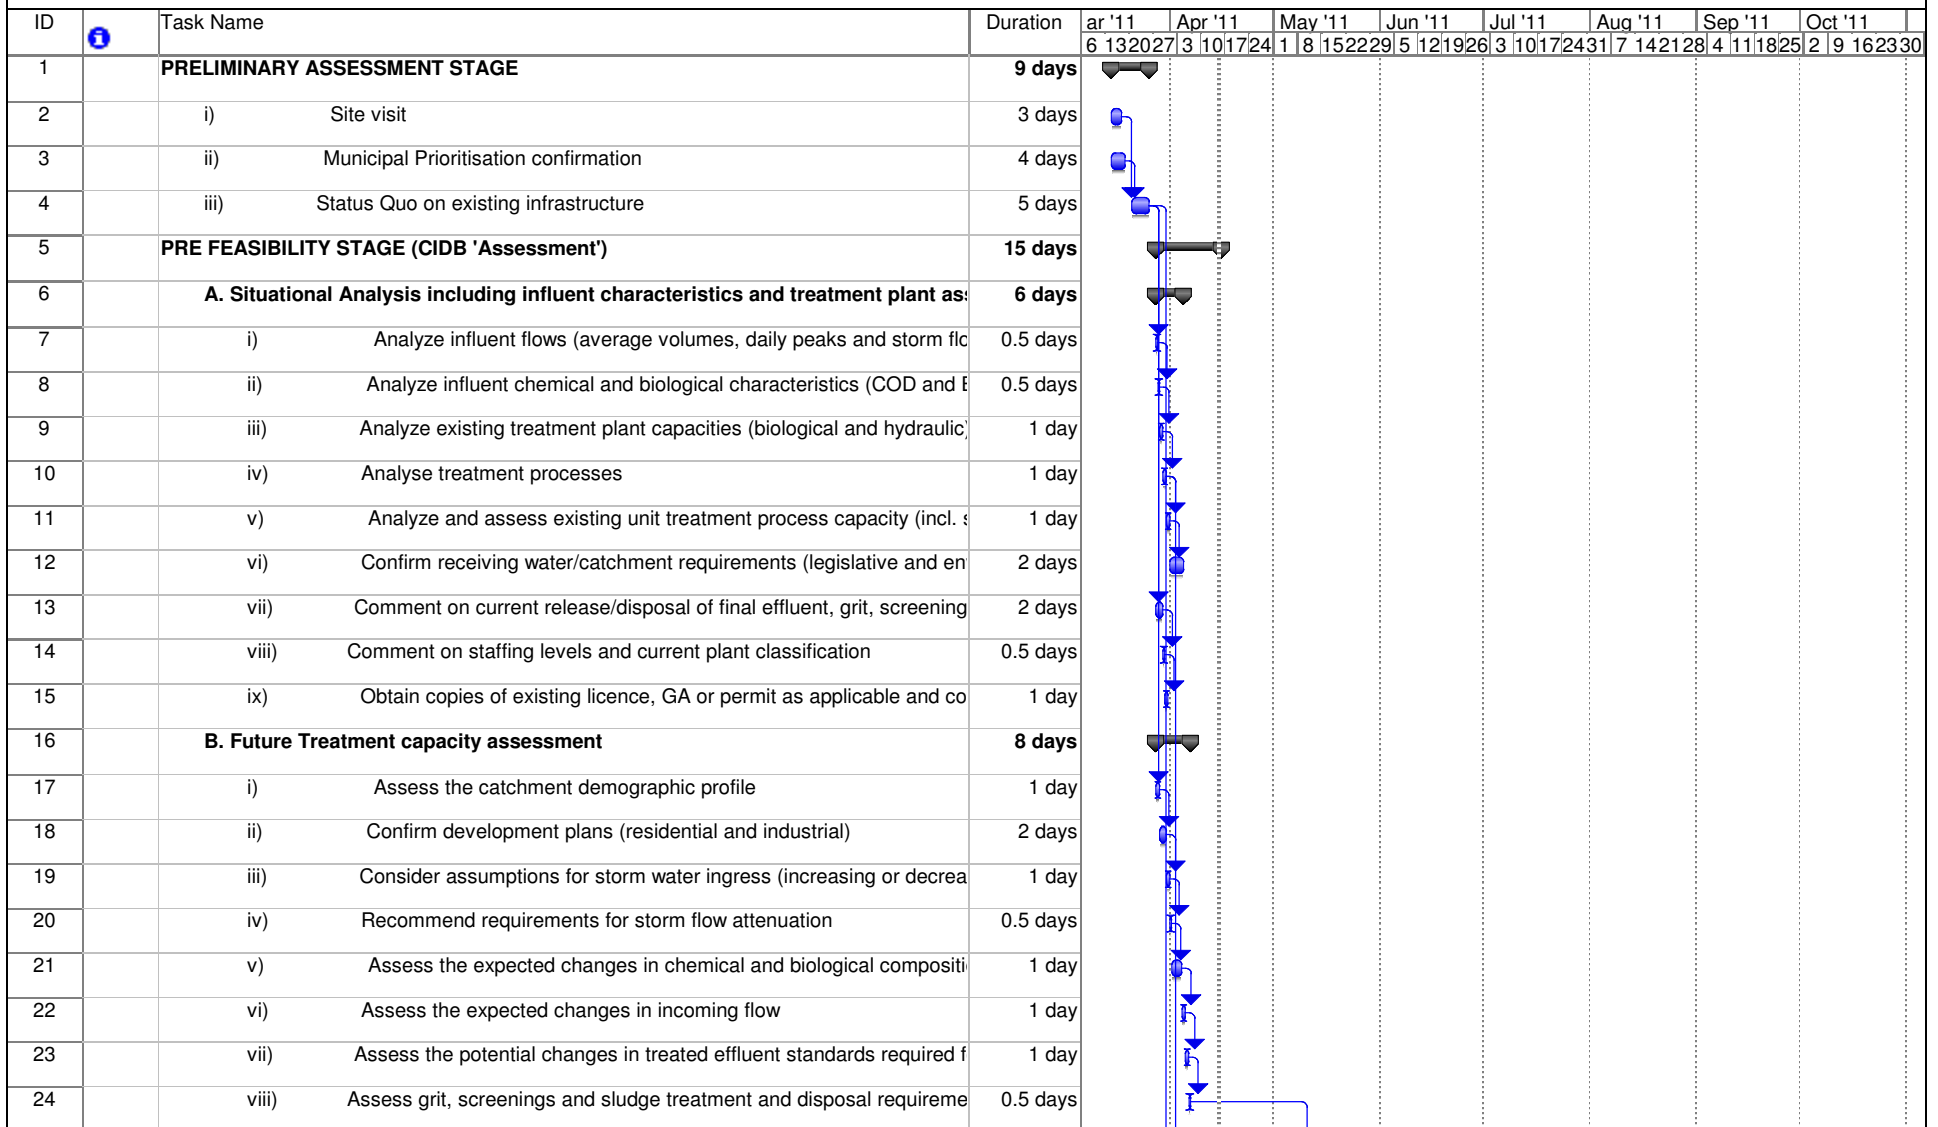 ID Task Name Duration ar '11 Apr '11 May '11 Jun '11 Jul '11 Aug '11 Sep '11 Oct '11
6 13 20 27 3 10 17 24 1 8 15 22 29 5 12 19 26 3 10 17 24 31 7 14 21 28 4 11 18 25 2 9 16 23 30
1 PRELIMINARY ASSESSMENT STAGE 9 days
2 i) Site visit 3 days
3 ii) Municipal Prioritisation confirmation 4 days
4 iii) Status Quo on existing infrastructure 5 days
5 PRE FEASIBILITY STAGE (CIDB 'Assessment') 15 days
6 A. Situational Analysis including influent characteristics and treatment plant ass 6 days
7 i) Analyze influent flows (average volumes, daily peaks and storm flo 0.5 days
8 ii) Analyze influent chemical and biological characteristics (COD and 0.5 days
9 iii) Analyze existing treatment plant capacities (biological and hydraulic) 1 day
10 iv) Analyse treatment processes 1 day
11 v) Analyze and assess existing unit treatment process capacity (incl. s 1 day
12 vi) Confirm receiving water/catchment requirements (legislative and en 2 days
13 vii) Comment on current release/disposal of final effluent, grit, screening 2 days
14 viii) Comment on staffing levels and current plant classification 0.5 days
15 ix) Obtain copies of existing licence, GA or permit as applicable and co 1 day
16 B. Future Treatment capacity assessment 8 days
17 i) Assess the catchment demographic profile 1 day
18 ii) Confirm development plans (residential and industrial) 2 days
19 iii) Consider assumptions for storm water ingress (increasing or decrea 1 day
20 iv) Recommend requirements for storm flow attenuation 0.5 days
21 v) Assess the expected changes in chemical and biological compositi 1 day
22 vi) Assess the expected changes in incoming flow 1 day
23 vii) Assess the potential changes in treated effluent standards required f 1 day
24 viii) Assess grit, screenings and sludge treatment and disposal requireme 0.5 days